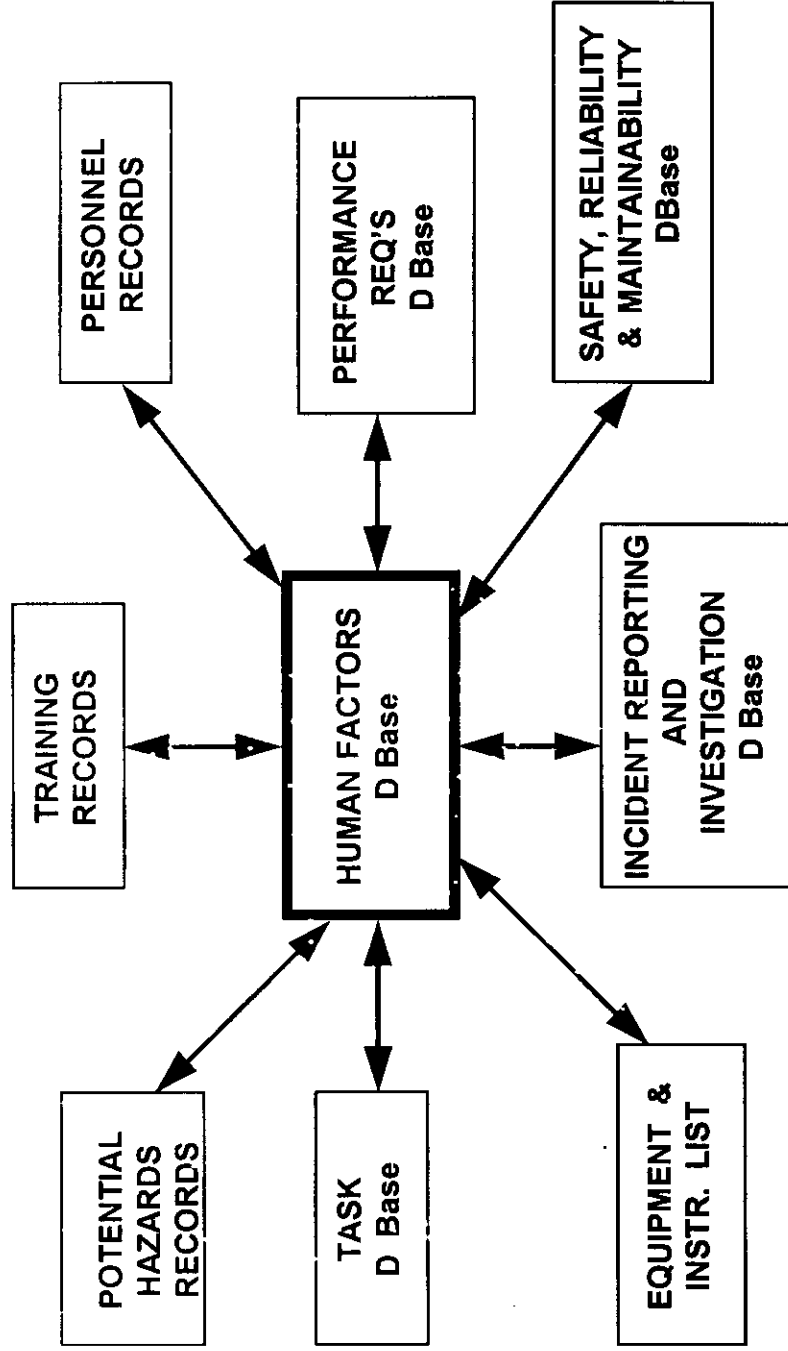 POTENTIAL
HAZARDS
RECORDS
TRAINING
RECORDS
PERSONNEL
RECORDS
TASK
D Base
HUMAN FACTORS
D Base
PERFORMANCE
REQ'S
D Base
EQUIPMENT &
INSTR. LIST
INCIDENT REPORTING
AND
INVESTIGATION
D Base
SAFETY, RELIABILITY
& MAINTAINABILITY
DBase